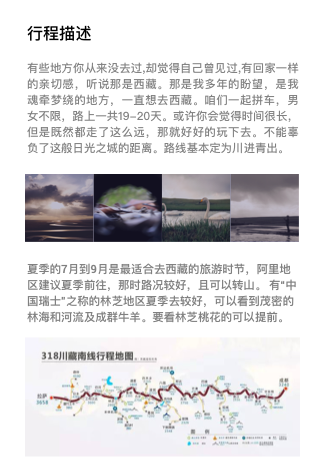 行程描述
有些地方你从来没去过,却觉得自己曾见过,有回家一样
的亲切感，听说那是西藏。那是我多年的盼望，是我
魂牵梦绕的地方，一直想去西藏。咱们一起拼车，男
女不限，路上一共19-20天。或许你会觉得时间很长，
但是既然都走了这么远，那就好好的玩下去。不能辜
负了这般日光之城的距离。路线基本定为川进青出。
夏季的7月到9月是最适合去西藏的旅游时节，阿里地
区建议夏季前往，那时路况较好，且可以转山。 有“中
国瑞士”之称的林芝地区夏季去较好，可以看到茂密的
林海和河流及成群牛羊。要看林芝桃花的可以提前。
318川藏南线行程地图
成都
拉萨
3658